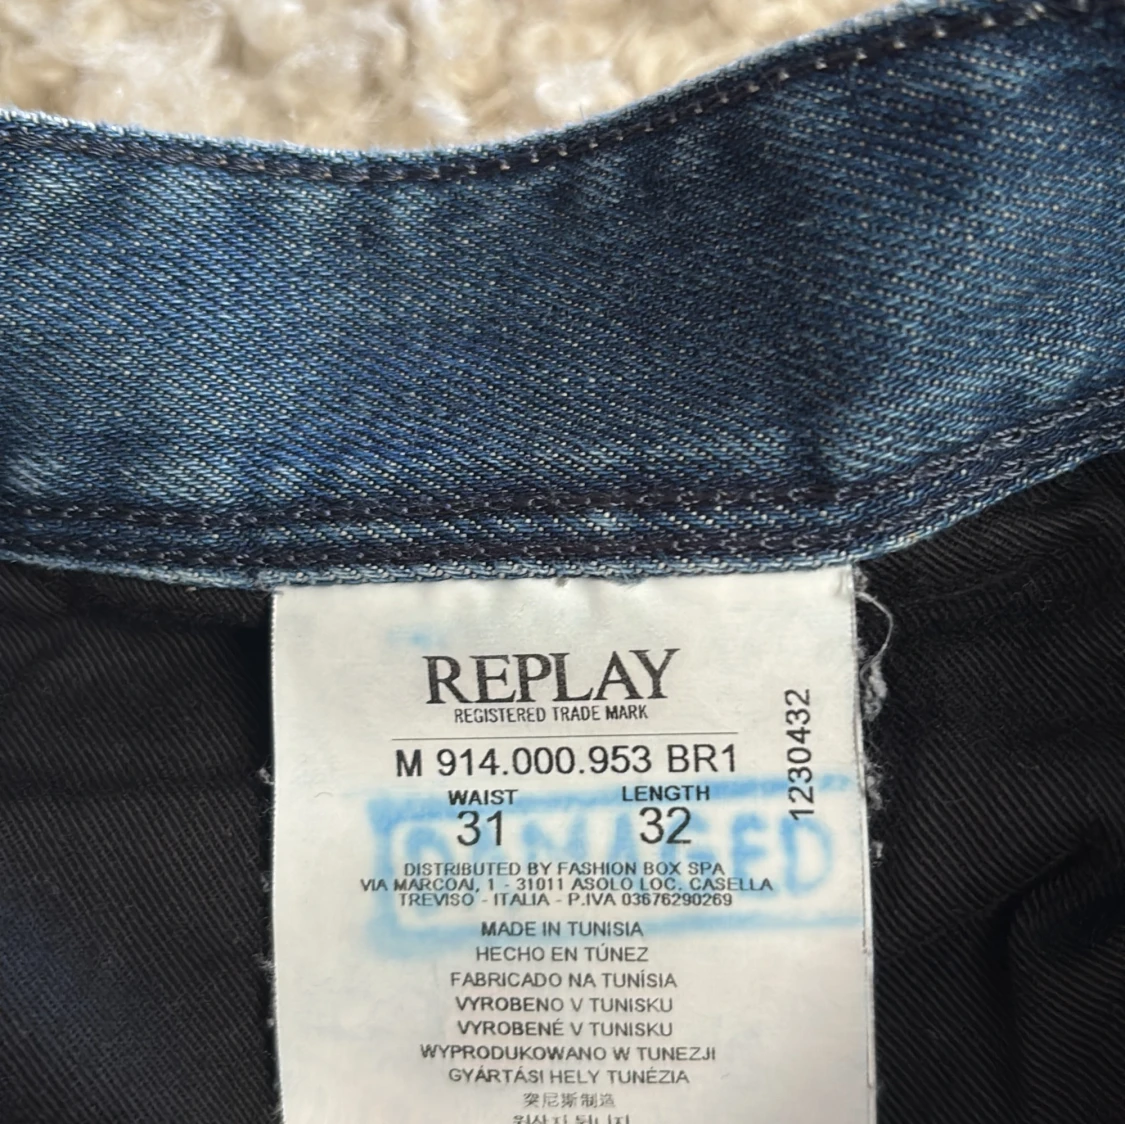 REPLAY
REGISTERED TRADE MARK
M 914.000.953 BR1
1230432
WAIST LENGTH
31 32
DAMAGED
DISTRIBUTED BY FASHION BOX SPA
VIA MARCOAI, 1 - 31011 ASOLO LOC. CASELLA
TREVISO - ITALIA - P.IVA 03676290269
MADE IN TUNISIA
HECHO EN TÚNEZ
FABRICADO NA TUNÍSIA
VYROBENO V TUNISKU
VYROBENÉ V TUNISKU
WYPRODUKOWANO W TUNEZJI
GYÁRTÁSI HELY TUNÉZIA
突尼斯制造